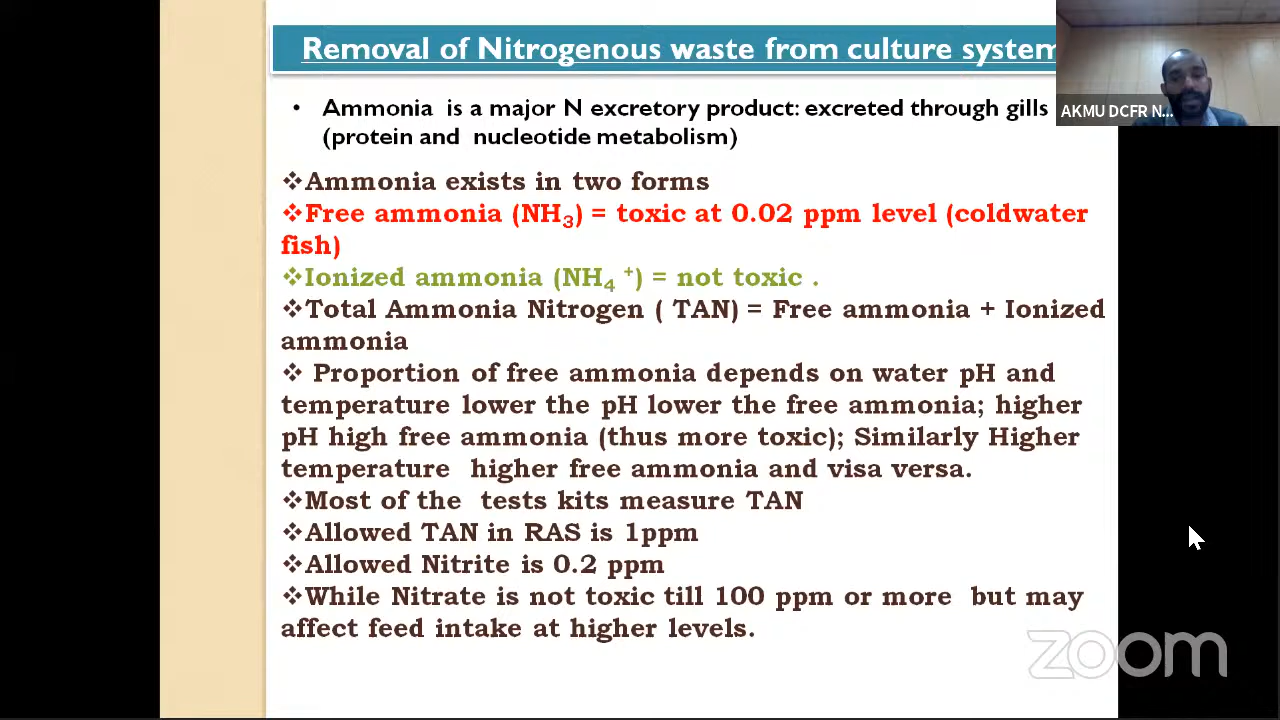 Removal of Nitrogenous waste from culture system
AKMU DCFR N...
• Ammonia is a major N excretory product: excreted through gills
(protein and nucleotide metabolism)
❖Ammonia exists in two forms
❖Free ammonia (NH₃) = toxic at 0.02 ppm level (coldwater
fish)
❖Ionized ammonia (NH₄ ⁺) = not toxic .
❖Total Ammonia Nitrogen ( TAN) = Free ammonia + Ionized
ammonia
❖ Proportion of free ammonia depends on water pH and
temperature lower the pH lower the free ammonia; higher
pH high free ammonia (thus more toxic); Similarly Higher
temperature higher free ammonia and visa versa.
❖Most of the tests kits measure TAN
❖Allowed TAN in RAS is 1ppm
❖Allowed Nitrite is 0.2 ppm
❖While Nitrate is not toxic till 100 ppm or more but may
affect feed intake at higher levels.
zoom